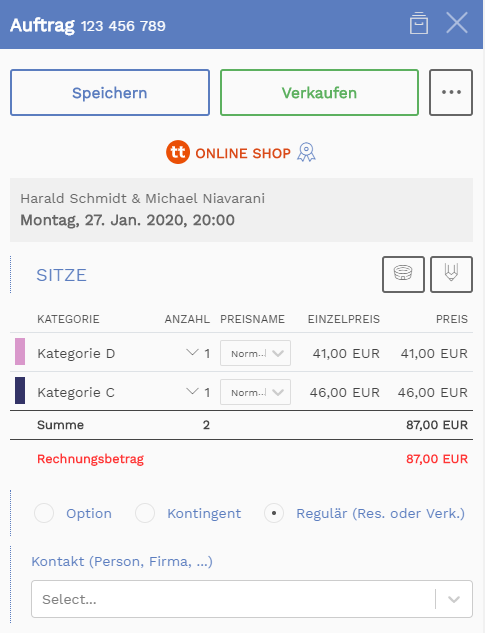 Auftrag 123 456 789
Speichern
Verkaufen
tt ONLINE SHOP
Harald Schmidt & Michael Niavarani
Montag, 27. Jan. 2020, 20:00
SITZE
KATEGORIE ANZAHL PREISNAME EINZELPREIS PREIS
Kategorie D 1 Norm... 41,00 EUR 41,00 EUR
Kategorie C 1 Norm... 46,00 EUR 46,00 EUR
Summe 2 87,00 EUR
Rechnungsbetrag 87,00 EUR
Option Kontingent Regulär (Res. oder Verk.)
Kontakt (Person, Firma, ...)
Select...